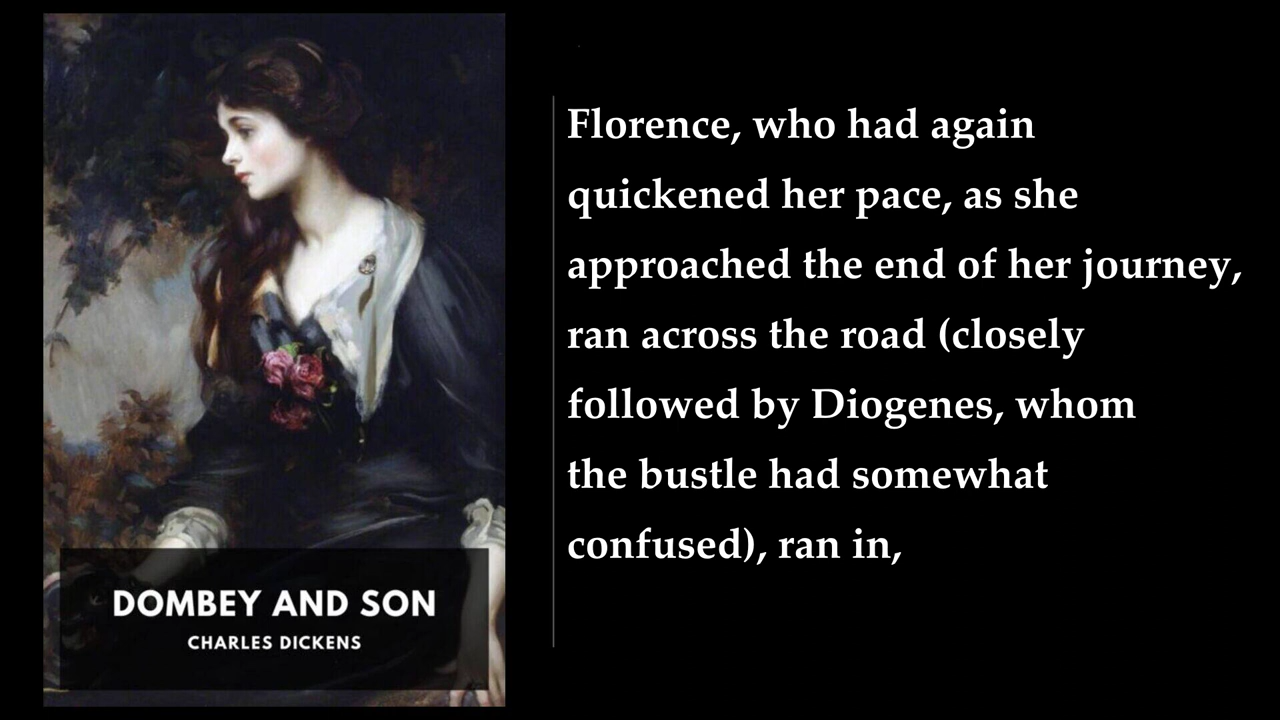 DOMBEY AND SON
CHARLES DICKENS
Florence, who had again
quickened her pace, as she
approached the end of her journey,
ran across the road (closely
followed by Diogenes, whom
the bustle had somewhat
confused), ran in,